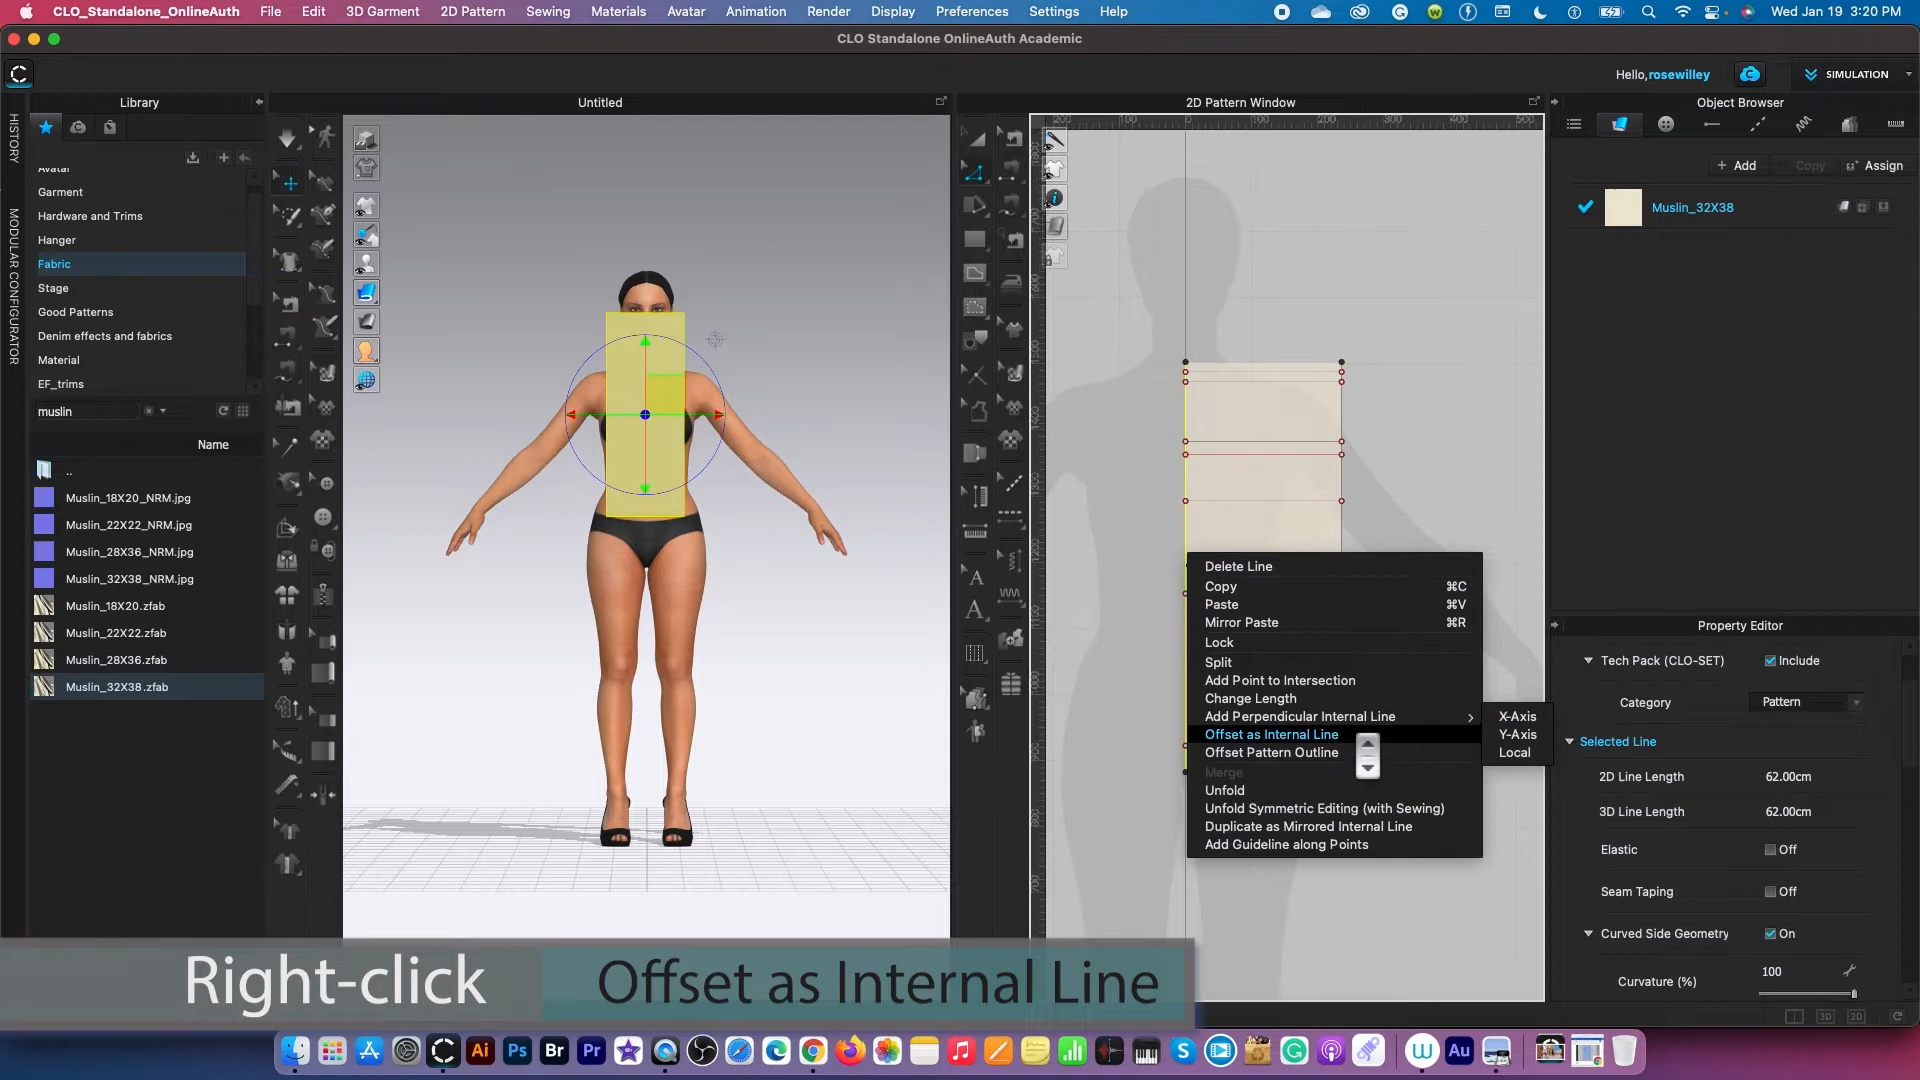 CLO_Standalone_OnlineAuth File Edit 3D Garment 2D Pattern Sewing Materials Avatar Animation Render Display Preferences Settings Help Wed Jan 19 3:20 PM
CLO Standalone OnlineAuth Academic
Hello, rosewilley
SIMULATION
Library
Untitled
2D Pattern Window
Object Browser
HISTORY
MODULAR CONFIGURATOR
Avatar
Garment
Hardware and Trims
Hanger
Fabric
Stage
Good Patterns
Denim effects and fabrics
Material
EF_trims
muslin
Name
..
Muslin_18X20_NRM.jpg
Muslin_22X22_NRM.jpg
Muslin_28X36_NRM.jpg
Muslin_32X38_NRM.jpg
Muslin_18X20.zfab
Muslin_22X22.zfab
Muslin_28X36.zfab
Muslin_32X38.zfab
+ Add Copy Assign
Muslin_32X38
Delete Line
Copy ⌘C
Paste ⌘V
Mirror Paste ⌘R
Lock
Split
Add Point to Intersection
Change Length
Add Perpendicular Internal Line
Offset as Internal Line
Offset Pattern Outline
Merge
Unfold
Unfold Symmetric Editing (with Sewing)
Duplicate as Mirrored Internal Line
Add Guideline along Points
X-Axis
Y-Axis
Local
Property Editor
Tech Pack (CLO-SET) Include
Category Pattern
Selected Line
2D Line Length 62.00cm
3D Line Length 62.00cm
Elastic Off
Seam Taping Off
Curved Side Geometry On
Curvature (%) 100
3D 2D
Right-click Offset as Internal Line
Ai Ps Br Pr Au